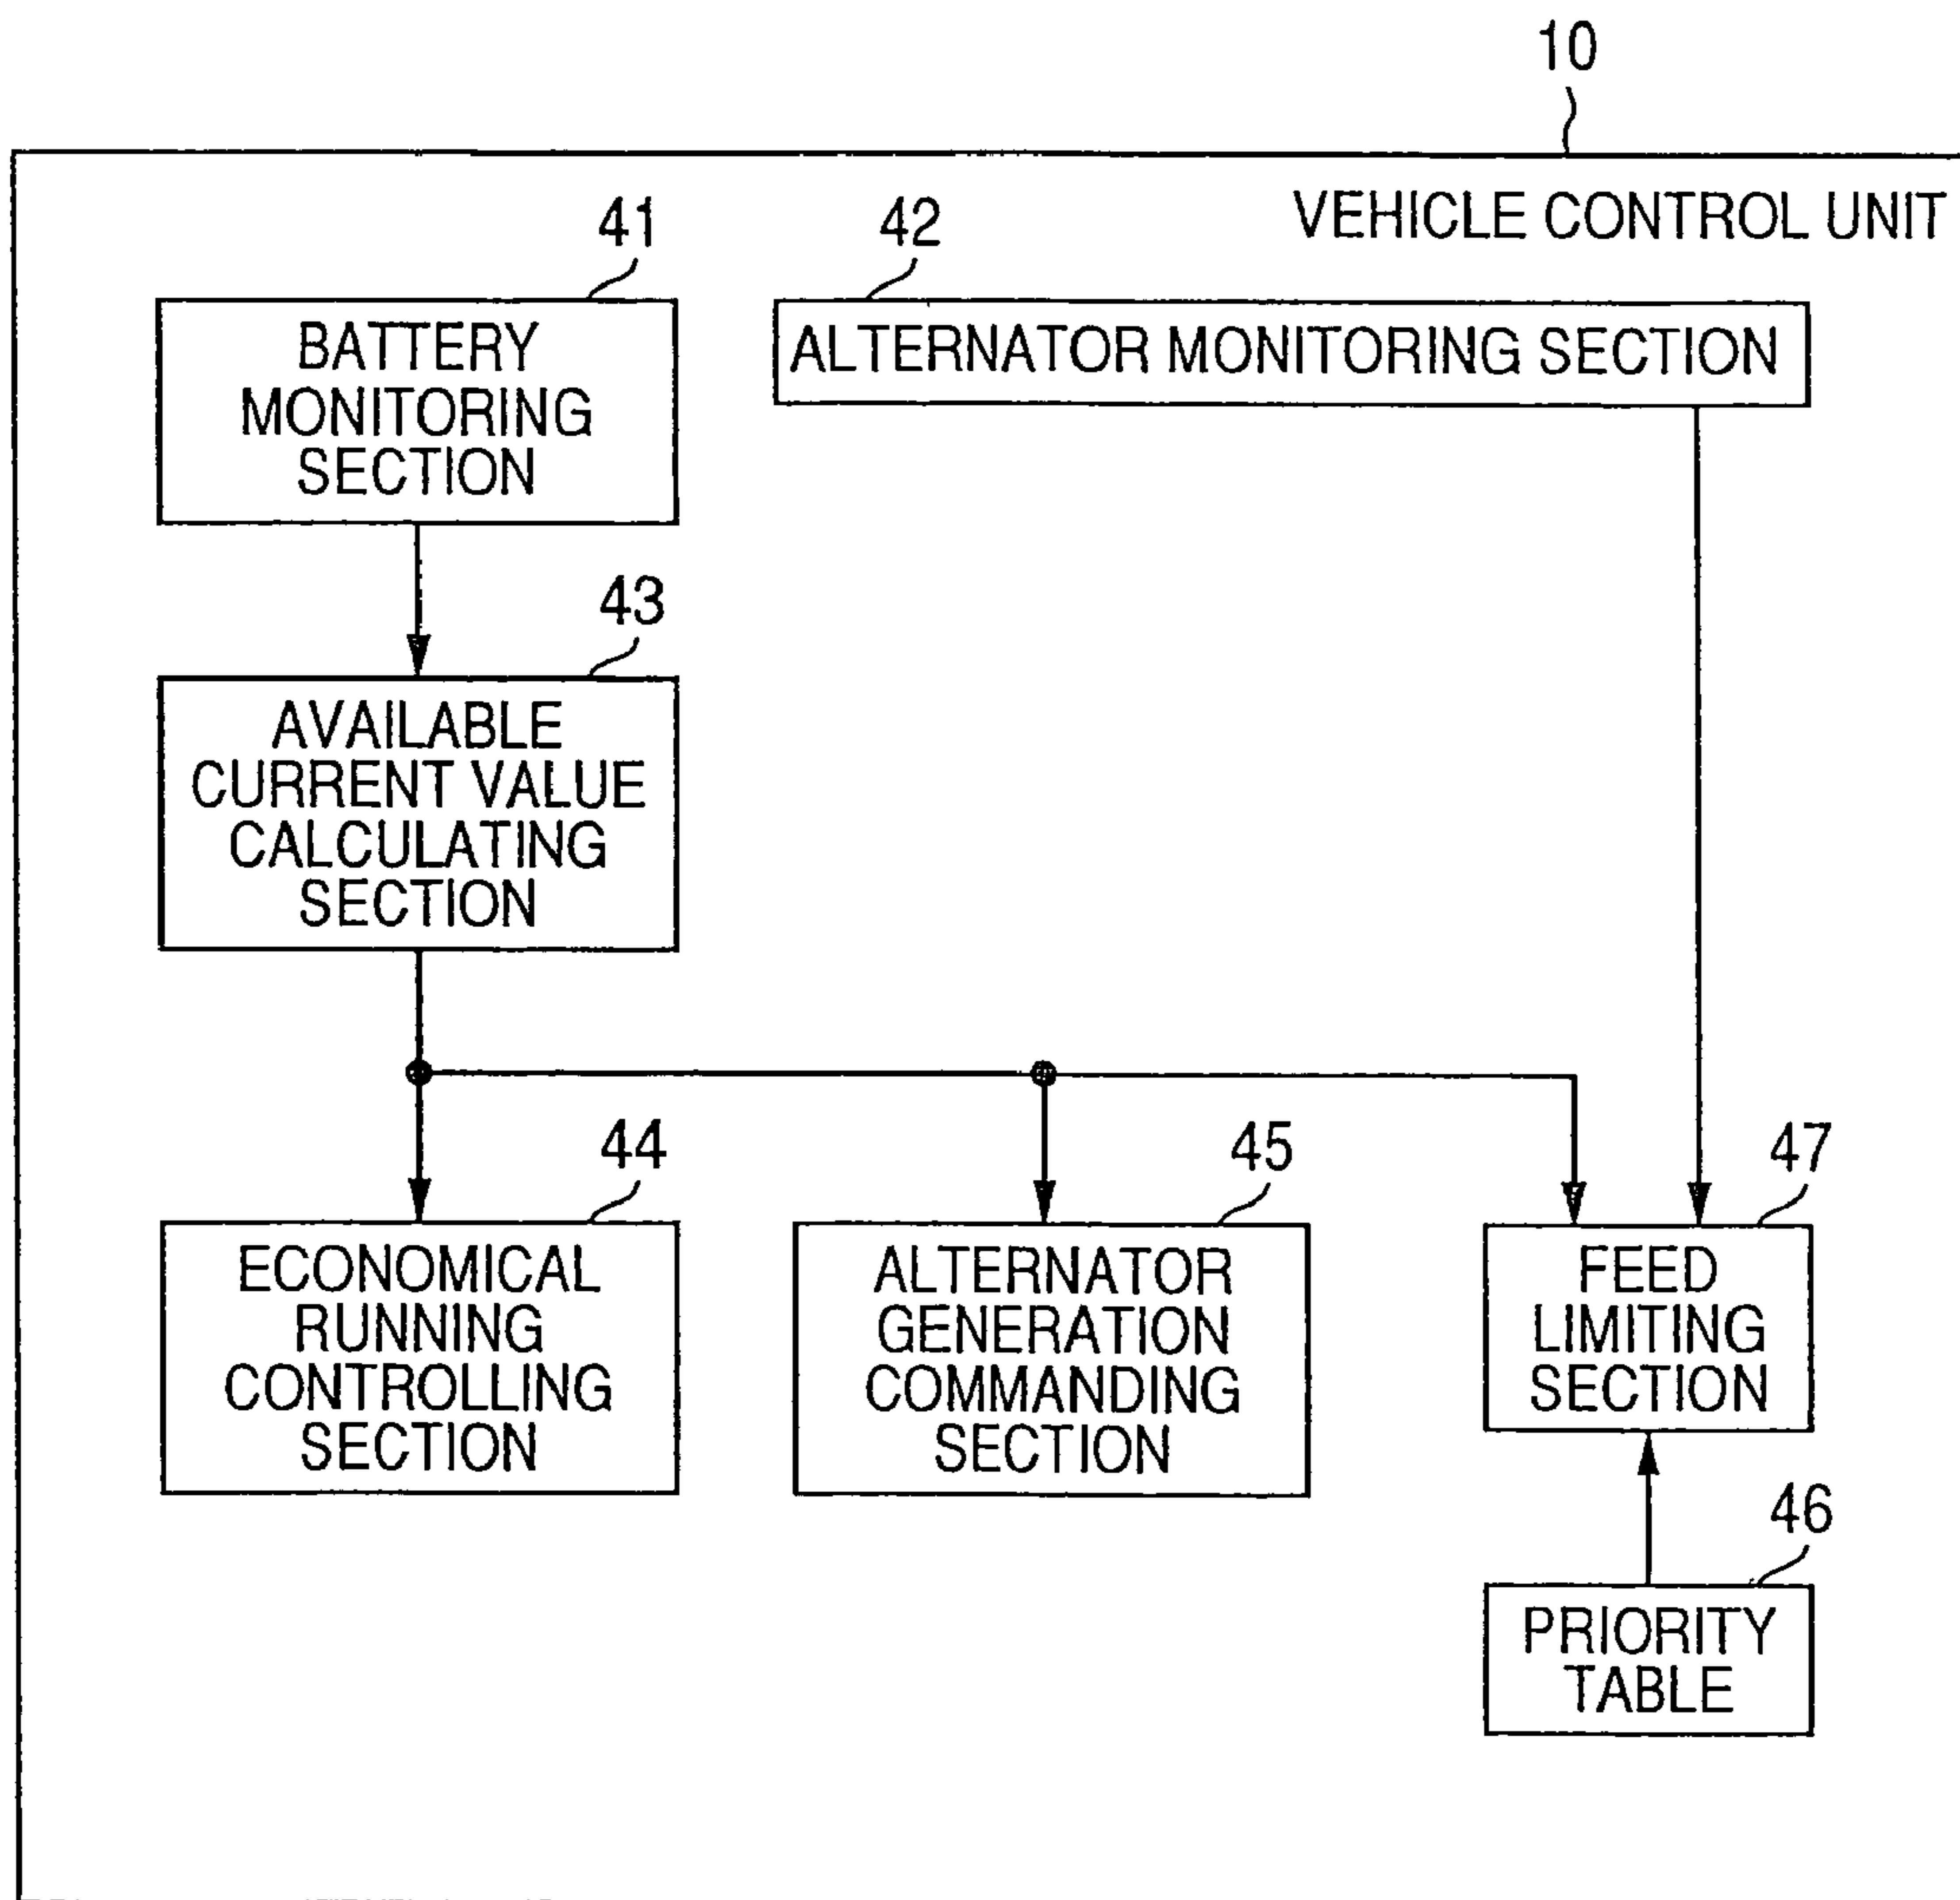 10
VEHICLE CONTROL UNIT
41
BATTERY
MONITORING
SECTION
42
ALTERNATOR MONITORING SECTION
43
AVAILABLE
CURRENT VALUE
CALCULATING
SECTION
44
ECONOMICAL
RUNNING
CONTROLLING
SECTION
45
ALTERNATOR
GENERATION
COMMANDING
SECTION
47
FEED
LIMITING
SECTION
46
PRIORITY
TABLE